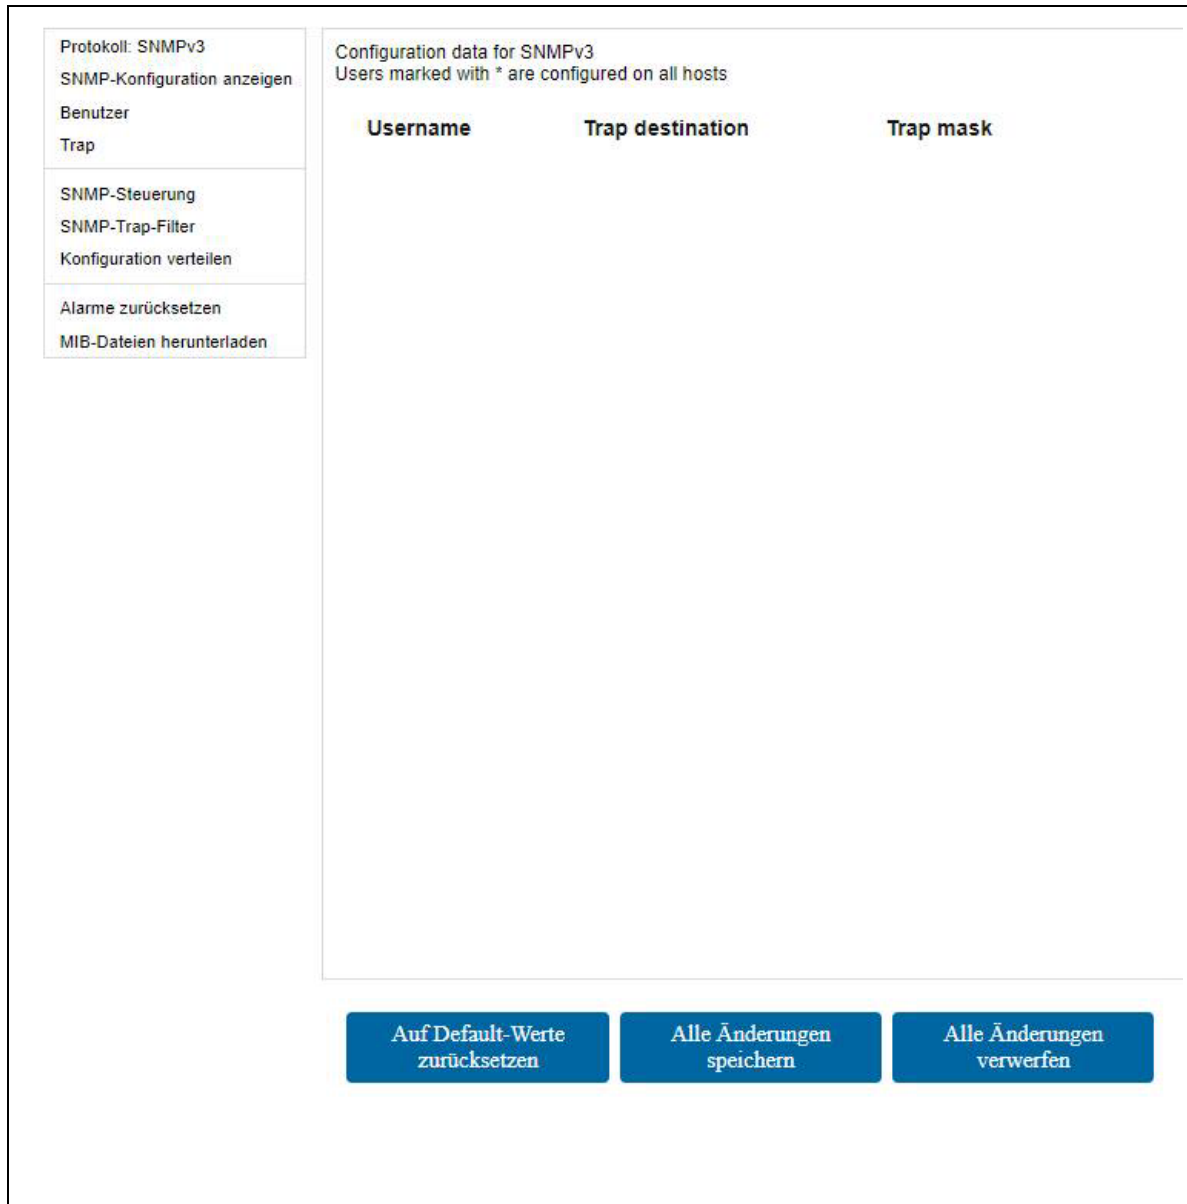 Protokoll: SNMPv3
SNMP-Konfiguration anzeigen
Benutzer
Trap
SNMP-Steuerung
SNMP-Trap-Filter
Konfiguration verteilen
Alarme zurücksetzen
MIB-Dateien herunterladen
Configuration data for SNMPv3
Users marked with * are configured on all hosts
Username Trap destination Trap mask
Auf Default-Werte
zurücksetzen
Alle Änderungen
speichern
Alle Änderungen
verwerfen